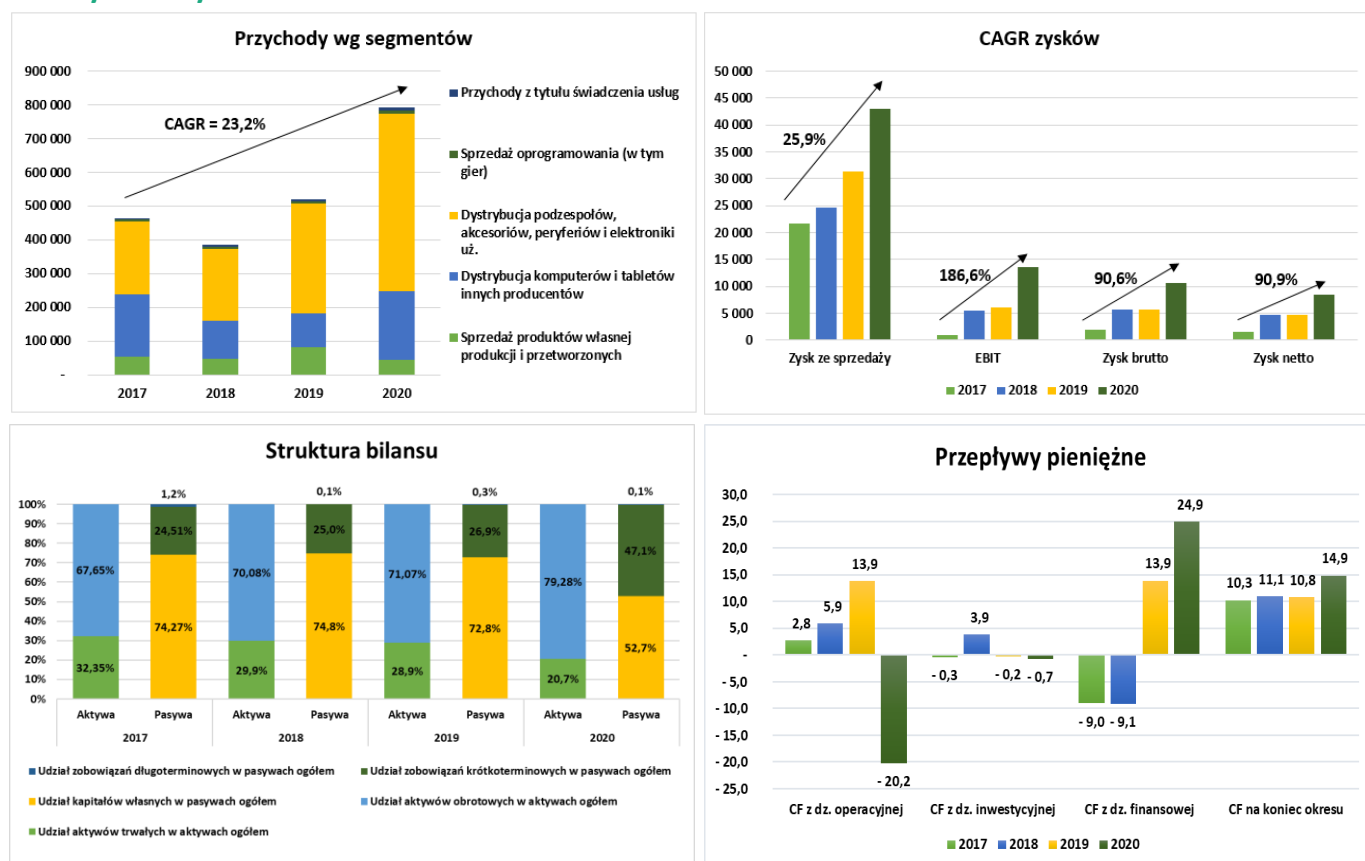 Przychody wg segmentów
900 000
800 000
700 000
600 000
500 000
400 000
300 000
200 000
100 000
-
CAGR = 23,2%
2017
2018
2019
2020
Przychody z tytułu świadczenia usług
Sprzedaż oprogramowania (w tym
gier)
Dystrybucja podzespołów,
akcesoriów, peryferiów i elektroniki
uż.
Dystrybucja komputerów i tabletów
innych producentów
Sprzedaż produktów własnej
produkcji i przetworzonych
CAGR zysków
50 000
45 000
40 000
35 000
30 000
25 000
20 000
15 000
10 000
5 000
0
25,9%
186,6%
90,6%
90,9%
Zysk ze sprzedaży
EBIT
Zysk brutto
Zysk netto
2017 2018 2019 2020
Struktura bilansu
100%
90%
80%
70%
60%
50%
40%
30%
20%
10%
0%
1,2%
0,1%
0,3%
0,1%
67,65%
24,51%
70,08%
25,0%
71,07%
26,9%
79,28%
47,1%
32,35%
74,27%
29,9%
74,8%
28,9%
72,8%
20,7%
52,7%
Aktywa Pasywa Aktywa Pasywa Aktywa Pasywa Aktywa Pasywa
2017 2018 2019 2020
Udział zobowiązań długoterminowych w pasywach ogółem
Udział zobowiązań krótkoterminowych w pasywach ogółem
Udział kapitałów własnych w pasywach ogółem
Udział aktywów obrotowych w aktywach ogółem
Udział aktywów trwałych w aktywach ogółem
Przepływy pieniężne
30,0
25,0
20,0
15,0
10,0
5,0
-
- 5,0
- 10,0
- 15,0
- 20,0
- 25,0
2,8
5,9
13,9
- 20,2
- 0,3
3,9
- 0,2
- 0,7
- 9,0
- 9,1
13,9
24,9
10,3
11,1
10,8
14,9
CF z dz. operacyjnej
CF z dz. inwestycyjnej
CF z dz. finansowej
CF na koniec okresu
2017 2018 2019 2020